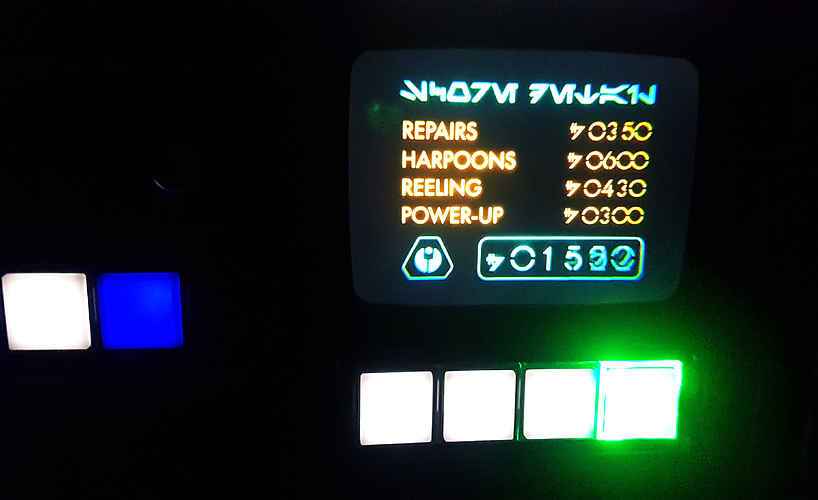 REPAIRS 0350
HARPOONS 0600
REELING 0430
POWER-UP 0300